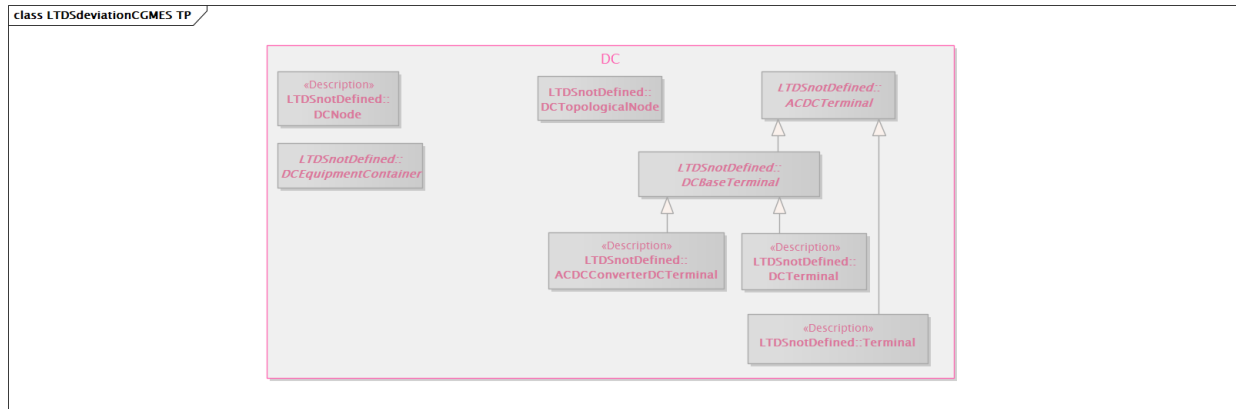 class LTDSdeviationCGMES TP
DC
«Description»
LTDSnotDefined::
DCNode
LTDSnotDefined::
DCTopologicalNode
LTDSnotDefined::
ACDCTerminal
LTDSnotDefined::
DCEquipmentContainer
LTDSnotDefined::
DCBaseTerminal
«Description»
LTDSnotDefined::
ACDCConverterDCTerminal
«Description»
LTDSnotDefined::
DCTerminal
«Description»
LTDSnotDefined::Terminal